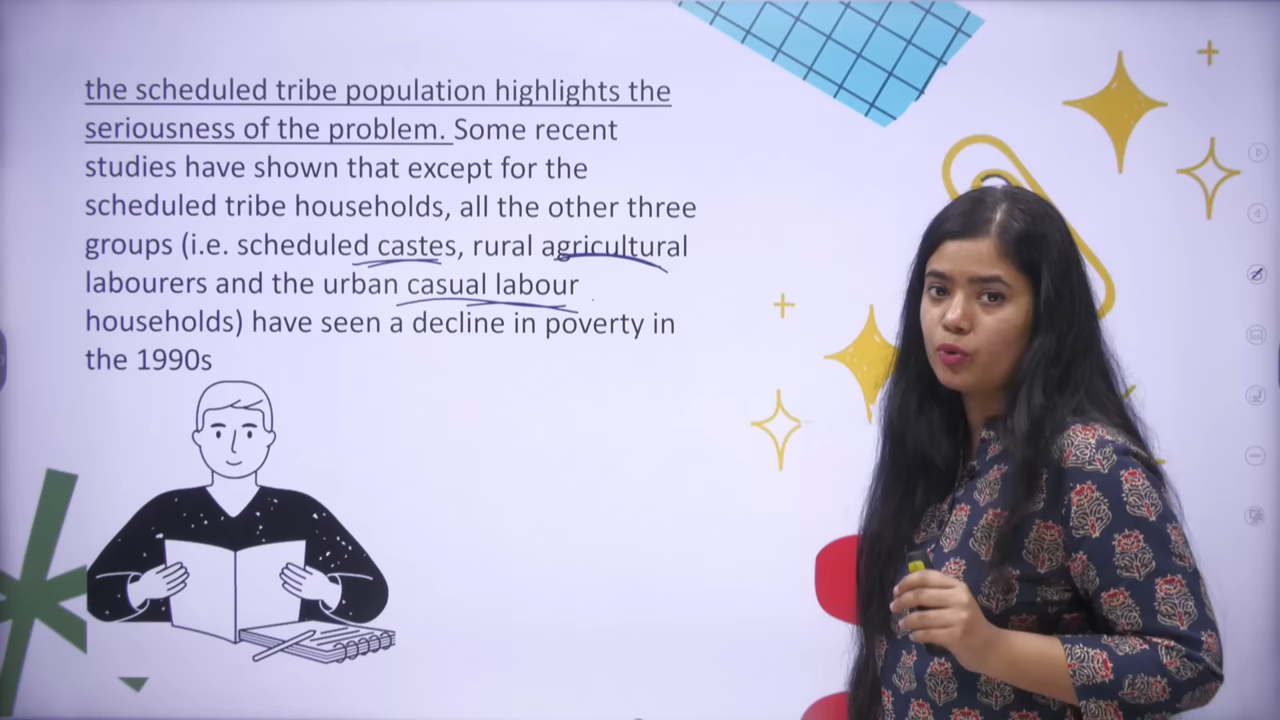 the scheduled tribe population highlights the
seriousness of the problem. Some recent
studies have shown that except for the
scheduled tribe households, all the other three
groups (i.e. scheduled castes, rural agricultural
labourers and the urban casual labour
households) have seen a decline in poverty in
the 1990s